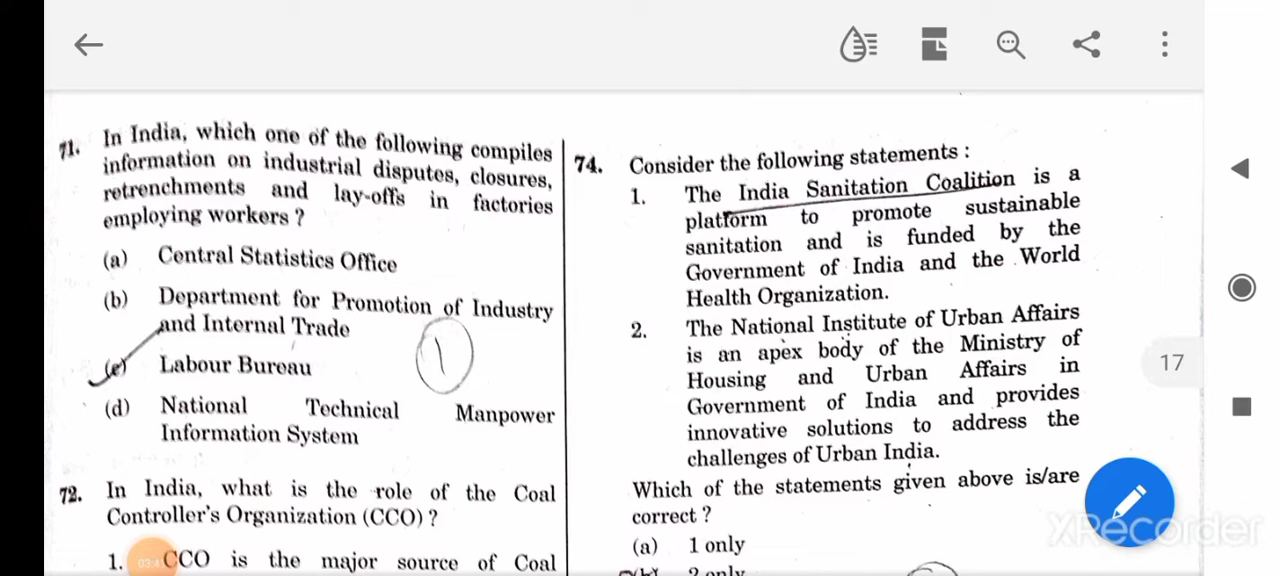 71. In India, which one of the following compiles
information on industrial disputes, closures,
retrenchments and lay-offs in factories
employing workers ?
(a) Central Statistics Office
(b) Department for Promotion of Industry
and Internal Trade
(c) Labour Bureau
1
(d) National Technical Manpower
Information System
72. In India, what is the role of the Coal
Controller's Organization (CCO) ?
1. CCO is the major source of Coal
03:4
74. Consider the following statements :
1. The India Sanitation Coalition is a
platform to promote sustainable
sanitation and is funded by the
Government of India and the World
Health Organization.
2. The National Institute of Urban Affairs
is an apex body of the Ministry of
Housing and Urban Affairs in
Government of India and provides
innovative solutions to address the
challenges of Urban India.
Which of the statements given above is/are
correct ?
(a) 1 only
(b) 2 only
17
XRecorder